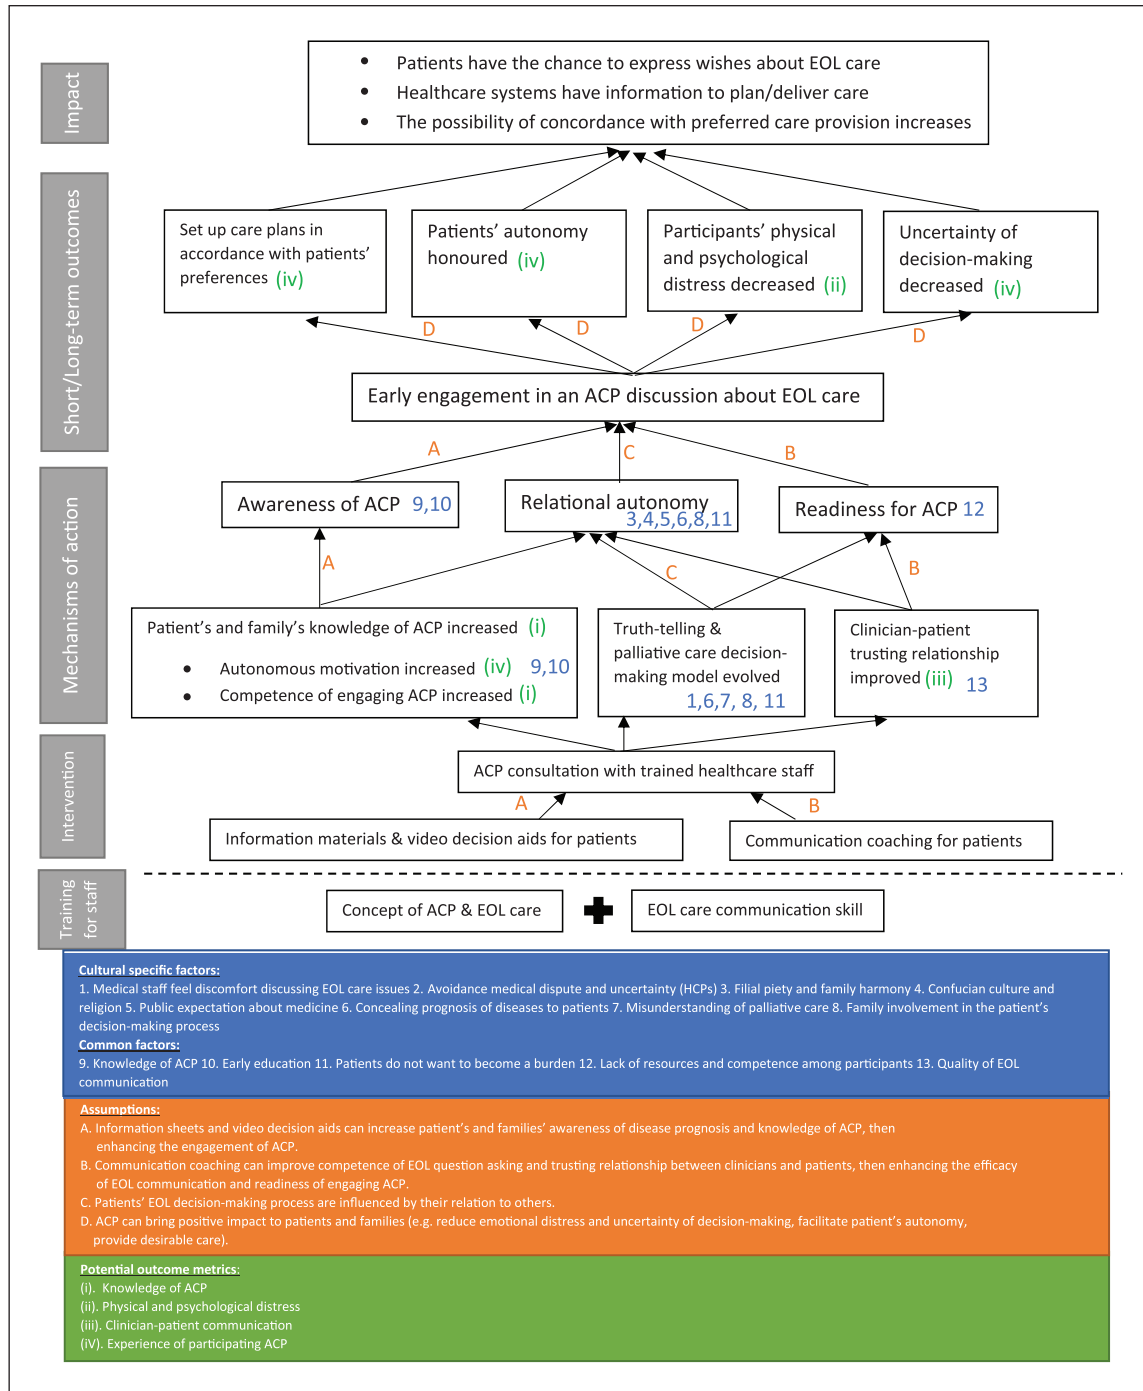 Impact
• Patients have the chance to express wishes about EOL care
• Healthcare systems have information to plan/deliver care
• The possibility of concordance with preferred care provision increases
Short/Long-term outcomes
Set up care plans in
accordance with patients'
preferences (iv)
Patients' autonomy
honoured (iv)
Participants' physical
and psychological
distress decreased (ii)
Uncertainty of
decision-making
decreased (iv)
D
D
D
D
Early engagement in an ACP discussion about EOL care
A
C
B
Mechanisms of action
Awareness of ACP 9,10
Relational autonomy
3,4,5,6,8,11
Readiness for ACP 12
A
C
B
Patient's and family's knowledge of ACP increased (i)
• Autonomous motivation increased (iv) 9,10
• Competence of engaging ACP increased (i)
Truth-telling &
palliative care decision-
making model evolved
1,6,7, 8, 11
Clinician-patient
trusting relationship
improved (iii) 13
Intervention
ACP consultation with trained healthcare staff
A
B
Information materials & video decision aids for patients
Communication coaching for patients
Training
for staff
Concept of ACP & EOL care
EOL care communication skill
Cultural specific factors:
1. Medical staff feel discomfort discussing EOL care issues 2. Avoidance medical dispute and uncertainty (HCPs) 3. Filial piety and family harmony 4. Confucian culture and
religion 5. Public expectation about medicine 6. Concealing prognosis of diseases to patients 7. Misunderstanding of palliative care 8. Family involvement in the patient's
decision-making process
Common factors:
9. Knowledge of ACP 10. Early education 11. Patients do not want to become a burden 12. Lack of resources and competence among participants 13. Quality of EOL
communication
Assumptions:
A. Information sheets and video decision aids can increase patient's and families' awareness of disease prognosis and knowledge of ACP, then
enhancing the engagement of ACP.
B. Communication coaching can improve competence of EOL question asking and trusting relationship between clinicians and patients, then enhancing the efficacy
of EOL communication and readiness of engaging ACP.
C. Patients' EOL decision-making process are influenced by their relation to others.
D. ACP can bring positive impact to patients and families (e.g. reduce emotional distress and uncertainty of decision-making, facilitate patient's autonomy,
provide desirable care).
Potential outcome metrics:
(i). Knowledge of ACP
(ii). Physical and psychological distress
(iii). Clinician-patient communication
(iV). Experience of participating ACP